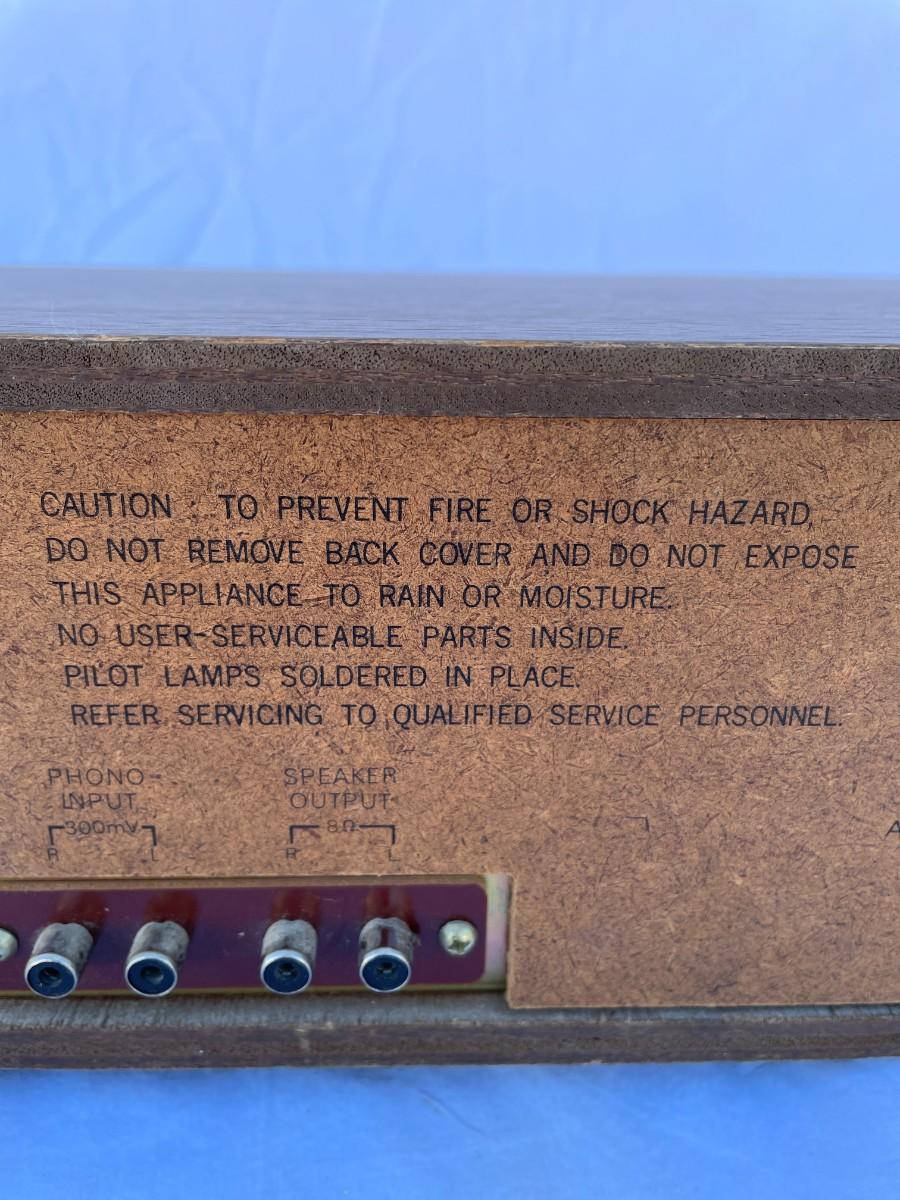 CAUTION : TO PREVENT FIRE OR SHOCK HAZARD,
DO NOT REMOVE BACK COVER AND DO NOT EXPOSE
THIS APPLIANCE TO RAIN OR MOISTURE.
NO USER-SERVICEABLE PARTS INSIDE.
PILOT LAMPS SOLDERED IN PLACE.
REFER SERVICING TO QUALIFIED SERVICE PERSONNEL.
PHONO SPEAKER
INPUT OUTPUT
300mV 8Ω
R L R L